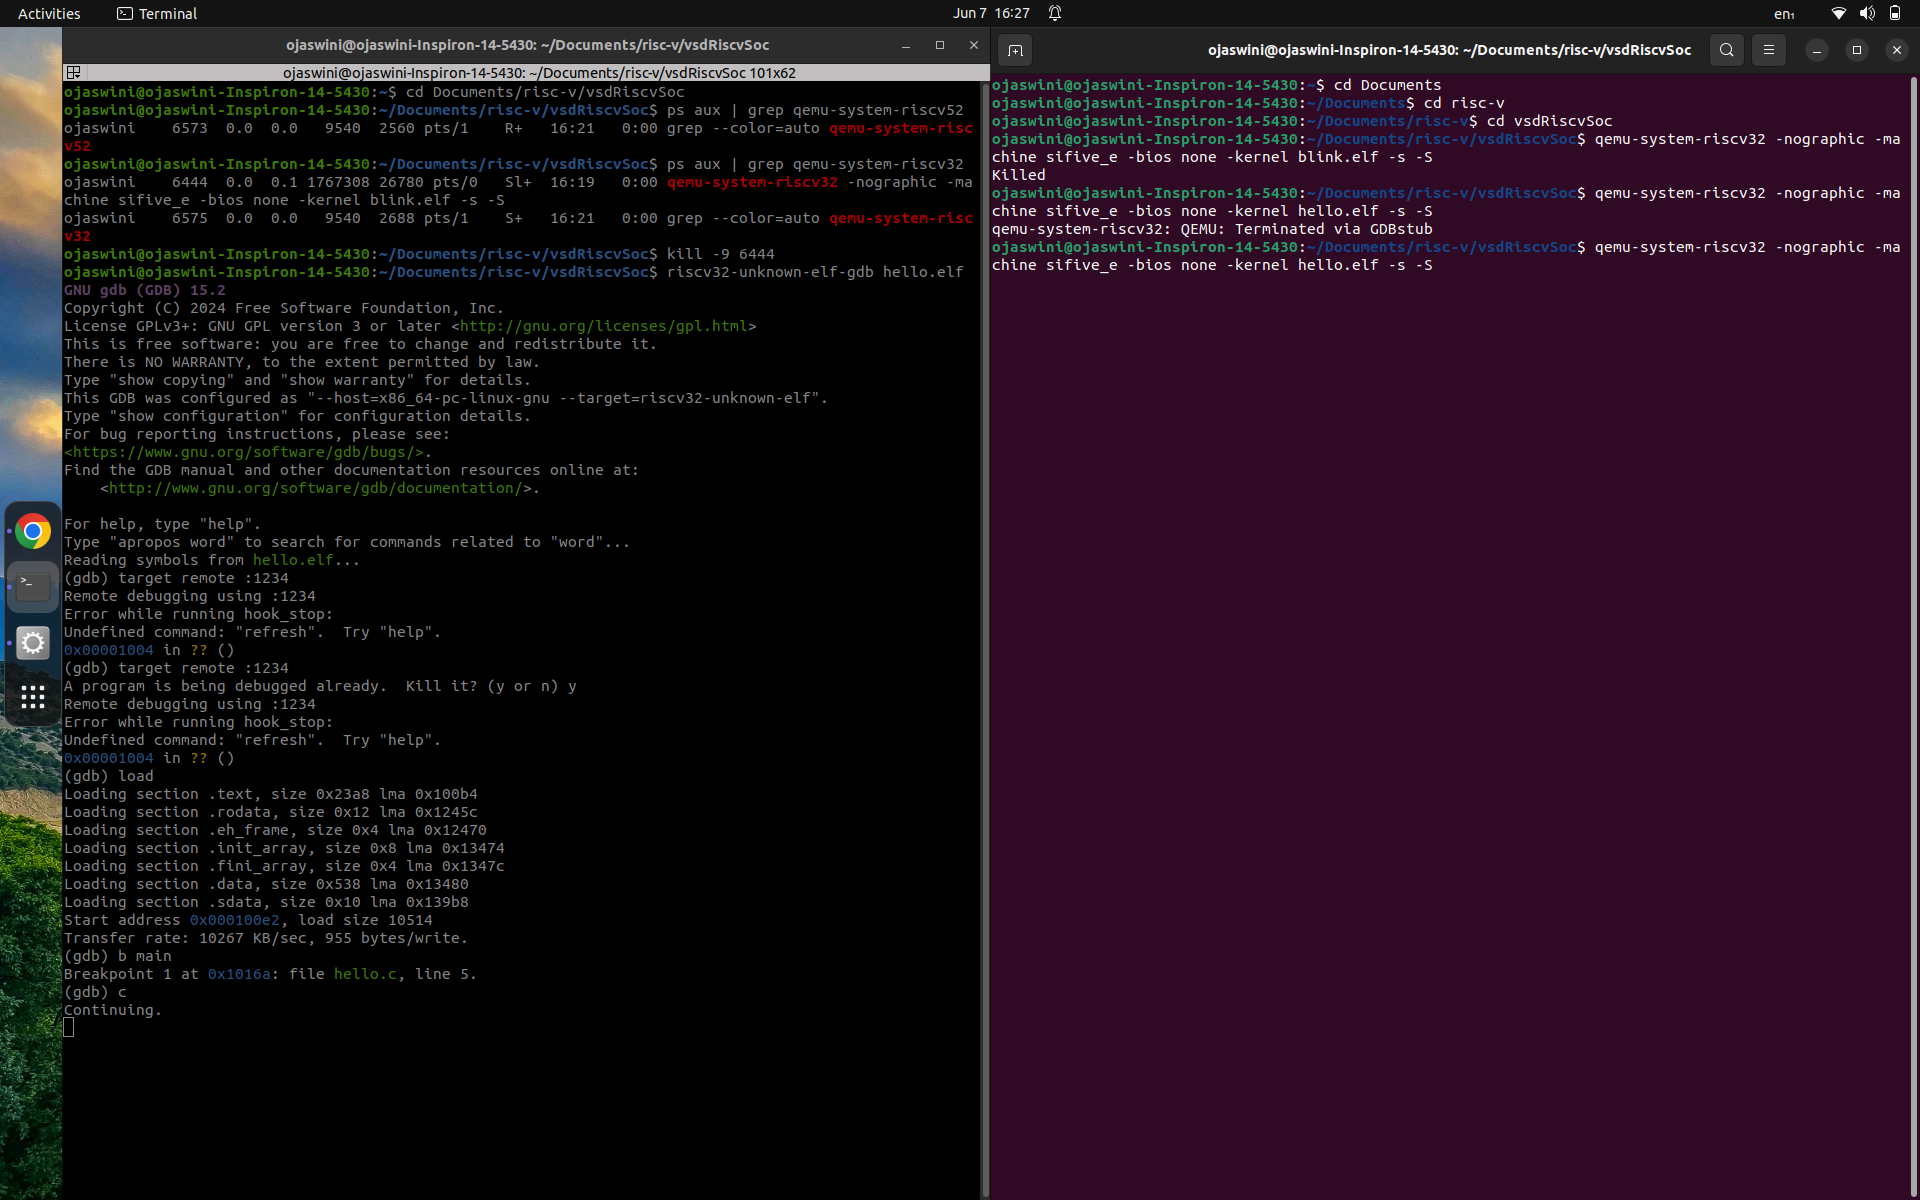 Activities
Terminal
Jun 7 16:27
en₁
ojaswini@ojaswini-Inspiron-14-5430: ~/Documents/risc-v/vsdRiscvSoc
ojaswini@ojaswini-Inspiron-14-5430: ~/Documents/risc-v/vsdRiscvSoc 101x62
ojaswini@ojaswini-Inspiron-14-5430:~$ cd Documents/risc-v/vsdRiscvSoc
ojaswini@ojaswini-Inspiron-14-5430:~/Documents/risc-v/vsdRiscvSoc$ ps aux | grep qemu-system-riscv52
ojaswini    6573  0.0  0.0   9540  2560 pts/1    R+   16:21   0:00 grep --color=auto qemu-system-risc
v52
ojaswini@ojaswini-Inspiron-14-5430:~/Documents/risc-v/vsdRiscvSoc$ ps aux | grep qemu-system-riscv32
ojaswini    6444  0.0  0.1 1767308 26780 pts/0   Sl+  16:19   0:00 qemu-system-riscv32 -nographic -ma
chine sifive_e -bios none -kernel blink.elf -s -S
ojaswini    6575  0.0  0.0   9540  2688 pts/1    S+   16:21   0:00 grep --color=auto qemu-system-risc
v32
ojaswini@ojaswini-Inspiron-14-5430:~/Documents/risc-v/vsdRiscvSoc$ kill -9 6444
ojaswini@ojaswini-Inspiron-14-5430:~/Documents/risc-v/vsdRiscvSoc$ riscv32-unknown-elf-gdb hello.elf
GNU gdb (GDB) 15.2
Copyright (C) 2024 Free Software Foundation, Inc.
License GPLv3+: GNU GPL version 3 or later <http://gnu.org/licenses/gpl.html>
This is free software: you are free to change and redistribute it.
There is NO WARRANTY, to the extent permitted by law.
Type "show copying" and "show warranty" for details.
This GDB was configured as "--host=x86_64-pc-linux-gnu --target=riscv32-unknown-elf".
Type "show configuration" for configuration details.
For bug reporting instructions, please see:
<https://www.gnu.org/software/gdb/bugs/>.
Find the GDB manual and other documentation resources online at:
    <http://www.gnu.org/software/gdb/documentation/>.
For help, type "help".
Type "apropos word" to search for commands related to "word"...
Reading symbols from hello.elf...
(gdb) target remote :1234
Remote debugging using :1234
Error while running hook_stop:
Undefined command: "refresh".  Try "help".
0x00001004 in ?? ()
(gdb) target remote :1234
A program is being debugged already.  Kill it? (y or n) y
Remote debugging using :1234
Error while running hook_stop:
Undefined command: "refresh".  Try "help".
0x00001004 in ?? ()
(gdb) load
Loading section .text, size 0x23a8 lma 0x100b4
Loading section .rodata, size 0x12 lma 0x1245c
Loading section .eh_frame, size 0x4 lma 0x12470
Loading section .init_array, size 0x8 lma 0x13474
Loading section .fini_array, size 0x4 lma 0x1347c
Loading section .data, size 0x538 lma 0x13480
Loading section .sdata, size 0x10 lma 0x139b8
Start address 0x000100e2, load size 10514
Transfer rate: 10267 KB/sec, 955 bytes/write.
(gdb) b main
Breakpoint 1 at 0x1016a: file hello.c, line 5.
(gdb) c
Continuing.
ojaswini@ojaswini-Inspiron-14-5430: ~/Documents/risc-v/vsdRiscvSoc
ojaswini@ojaswini-Inspiron-14-5430:~$ cd Documents
ojaswini@ojaswini-Inspiron-14-5430:~/Documents$ cd risc-v
ojaswini@ojaswini-Inspiron-14-5430:~/Documents/risc-v$ cd vsdRiscvSoc
ojaswini@ojaswini-Inspiron-14-5430:~/Documents/risc-v/vsdRiscvSoc$ qemu-system-riscv32 -nographic -ma
chine sifive_e -bios none -kernel blink.elf -s -S
Killed
ojaswini@ojaswini-Inspiron-14-5430:~/Documents/risc-v/vsdRiscvSoc$ qemu-system-riscv32 -nographic -ma
chine sifive_e -bios none -kernel hello.elf -s -S
qemu-system-riscv32: QEMU: Terminated via GDBstub
ojaswini@ojaswini-Inspiron-14-5430:~/Documents/risc-v/vsdRiscvSoc$ qemu-system-riscv32 -nographic -ma
chine sifive_e -bios none -kernel hello.elf -s -S